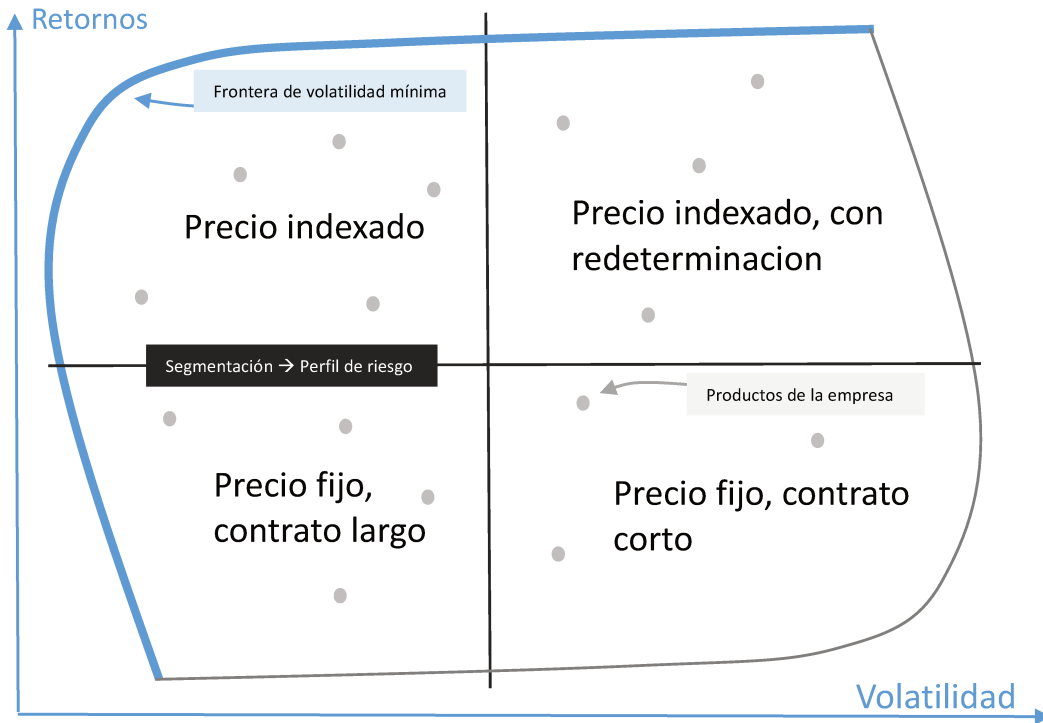 Retornos
Frontera de volatilidad mínima
Precio indexado
Precio indexado, con
redeterminacion
Segmentación → Perfil de riesgo
Productos de la empresa
Precio fijo,
contrato largo
Precio fijo, contrato
corto
Volatilidad